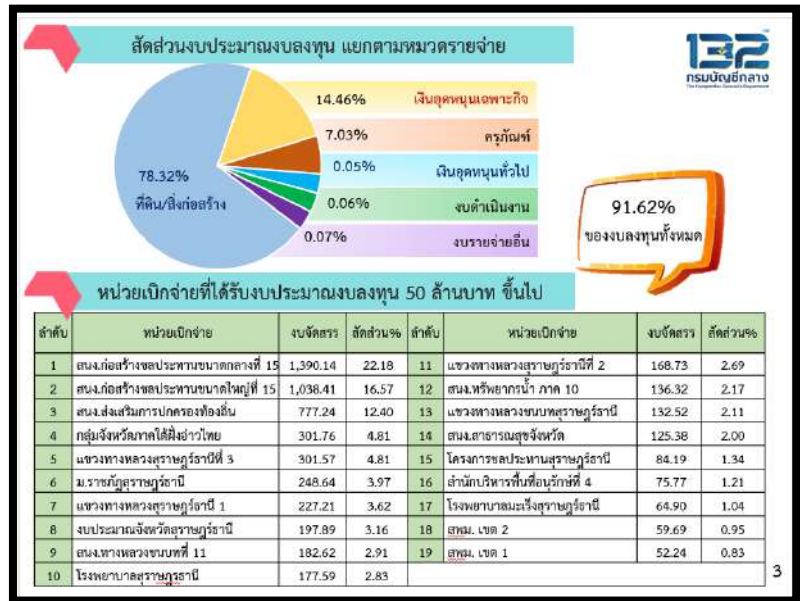 สัดส่วนงบประมาณงบลงทุน แยกตามหมวดรายจ่าย
132
กรมบัญชีกลาง
The Comptroller General's Department
14.46% เงินอุดหนุนเฉพาะกิจ
7.03% ครุภัณฑ์
0.05% เงินอุดหนุนทั่วไป
0.06% งบดำเนินงาน
0.07% งบรายจ่ายอื่น
78.32%
ที่ดิน/สิ่งก่อสร้าง
91.62%
ของงบลงทุนทั้งหมด
หน่วยเบิกจ่ายที่ได้รับงบประมาณงบลงทุน 50 ล้านบาท ขึ้นไป
ลำดับ หน่วยเบิกจ่าย งบจัดสรร สัดส่วน% ลำดับ หน่วยเบิกจ่าย งบจัดสรร สัดส่วน%
1 สนง.ก่อสร้างชลประทานขนาดกลางที่ 15 1,390.14 22.18 11 แขวงทางหลวงสุราษฎร์ธานีที่ 2 168.73 2.69
2 สนง.ก่อสร้างชลประทานขนาดใหญ่ที่ 15 1,038.41 16.57 12 สนง.ทรัพยากรน้ำ ภาค 10 136.32 2.17
3 สนง.ส่งเสริมการปกครองท้องถิ่น 777.24 12.40 13 แขวงทางหลวงชนบทสุราษฎร์ธานี 132.52 2.11
4 กลุ่มจังหวัดภาคใต้ฝั่งอ่าวไทย 301.76 4.81 14 สนง.สาธารณสุขจังหวัด 125.38 2.00
5 แขวงทางหลวงสุราษฎร์ธานีที่ 3 301.57 4.81 15 โครงการชลประทานสุราษฎร์ธานี 84.19 1.34
6 ม.ราชภัฏสุราษฎร์ธานี 248.64 3.97 16 สำนักบริหารพื้นที่อนุรักษ์ที่ 4 75.77 1.21
7 แขวงทางหลวงสุราษฎร์ธานี 1 227.21 3.62 17 โรงพยาบาลมะเร็งสุราษฎร์ธานี 64.90 1.04
8 งบประมาณจังหวัดสุราษฎร์ธานี 197.89 3.16 18 สพม. เขต 2 59.69 0.95
9 สนง.ทางหลวงชนบทที่ 11 182.62 2.91 19 สพม. เขต 1 52.24 0.83
10 โรงพยาบาลสุราษฎรธานี 177.59 2.83
3